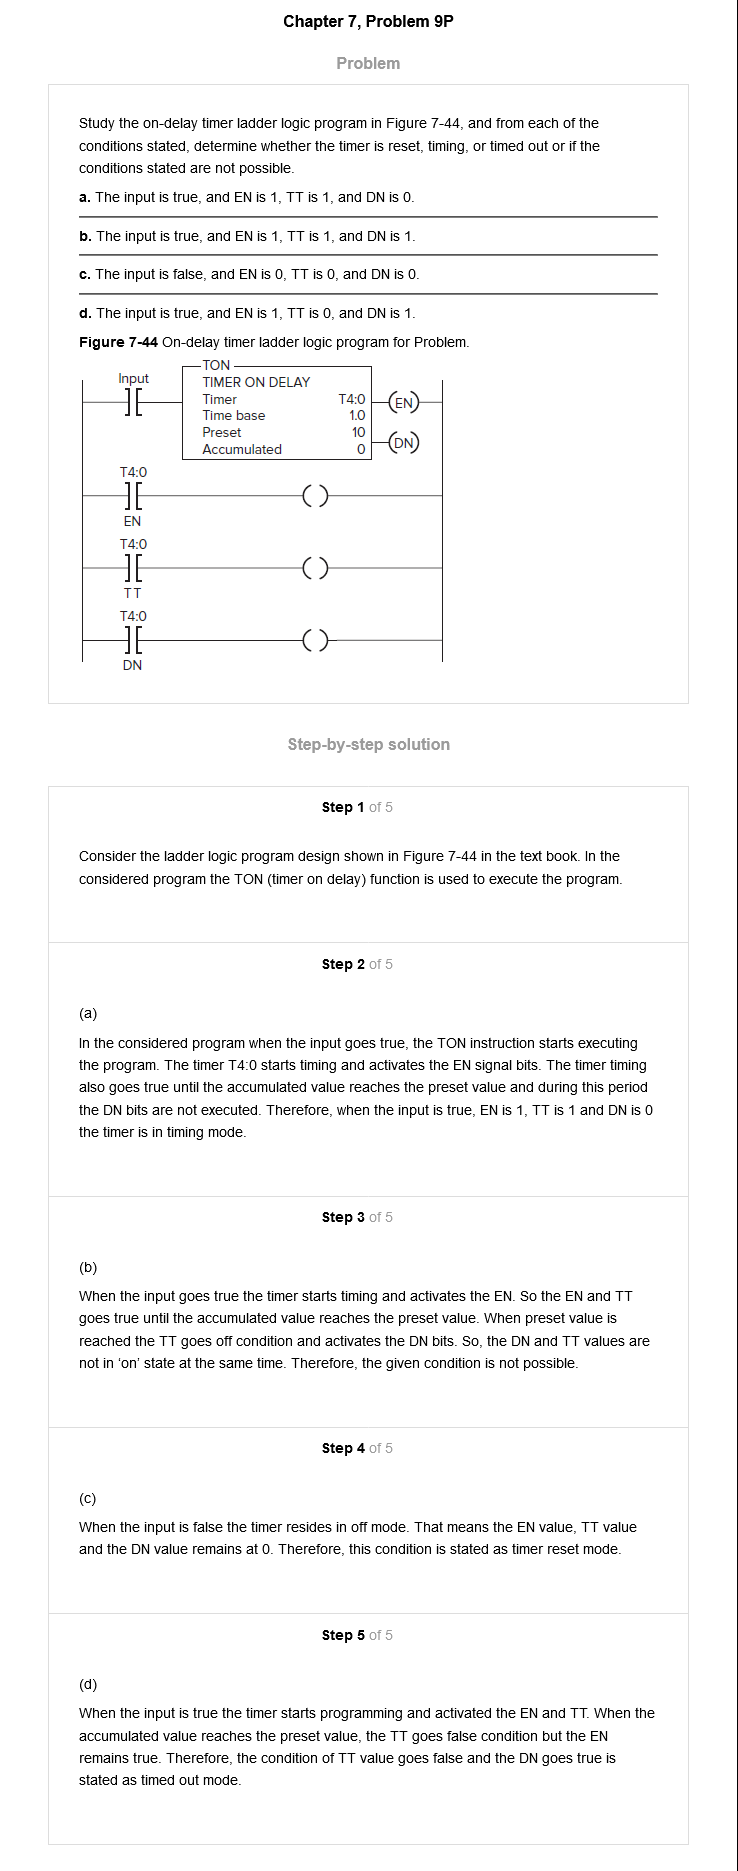 Chapter 7, Problem 9P
Problem
Study the on-delay timer ladder logic program in Figure 7-44, and from each of the
conditions stated, determine whether the timer is reset, timing, or timed out or if the
conditions stated are not possible.
a. The input is true, and EN is 1, TT is 1, and DN is 0.
b. The input is true, and EN is 1, TT is 1, and DN is 1.
c. The input is false, and EN is 0, TT is 0, and DN is 0.
d. The input is true, and EN is 1, TT is 0, and DN is 1.
Figure 7-44 On-delay timer ladder logic program for Problem.
Input
TON
TIMER ON DELAY
Timer T4:0
Time base 1.0
Preset 10
Accumulated 0
EN
DN
T4:0
EN
T4:0
TT
T4:0
DN
Step-by-step solution
Step 1 of 5
Consider the ladder logic program design shown in Figure 7-44 in the text book. In the
considered program the TON (timer on delay) function is used to execute the program.
Step 2 of 5
(a)
In the considered program when the input goes true, the TON instruction starts executing
the program. The timer T4:0 starts timing and activates the EN signal bits. The timer timing
also goes true until the accumulated value reaches the preset value and during this period
the DN bits are not executed. Therefore, when the input is true, EN is 1, TT is 1 and DN is 0
the timer is in timing mode.
Step 3 of 5
(b)
When the input goes true the timer starts timing and activates the EN. So the EN and TT
goes true until the accumulated value reaches the preset value. When preset value is
reached the TT goes off condition and activates the DN bits. So, the DN and TT values are
not in ‘on’ state at the same time. Therefore, the given condition is not possible.
Step 4 of 5
(c)
When the input is false the timer resides in off mode. That means the EN value, TT value
and the DN value remains at 0. Therefore, this condition is stated as timer reset mode.
Step 5 of 5
(d)
When the input is true the timer starts programming and activated the EN and TT. When the
accumulated value reaches the preset value, the TT goes false condition but the EN
remains true. Therefore, the condition of TT value goes false and the DN goes true is
stated as timed out mode.